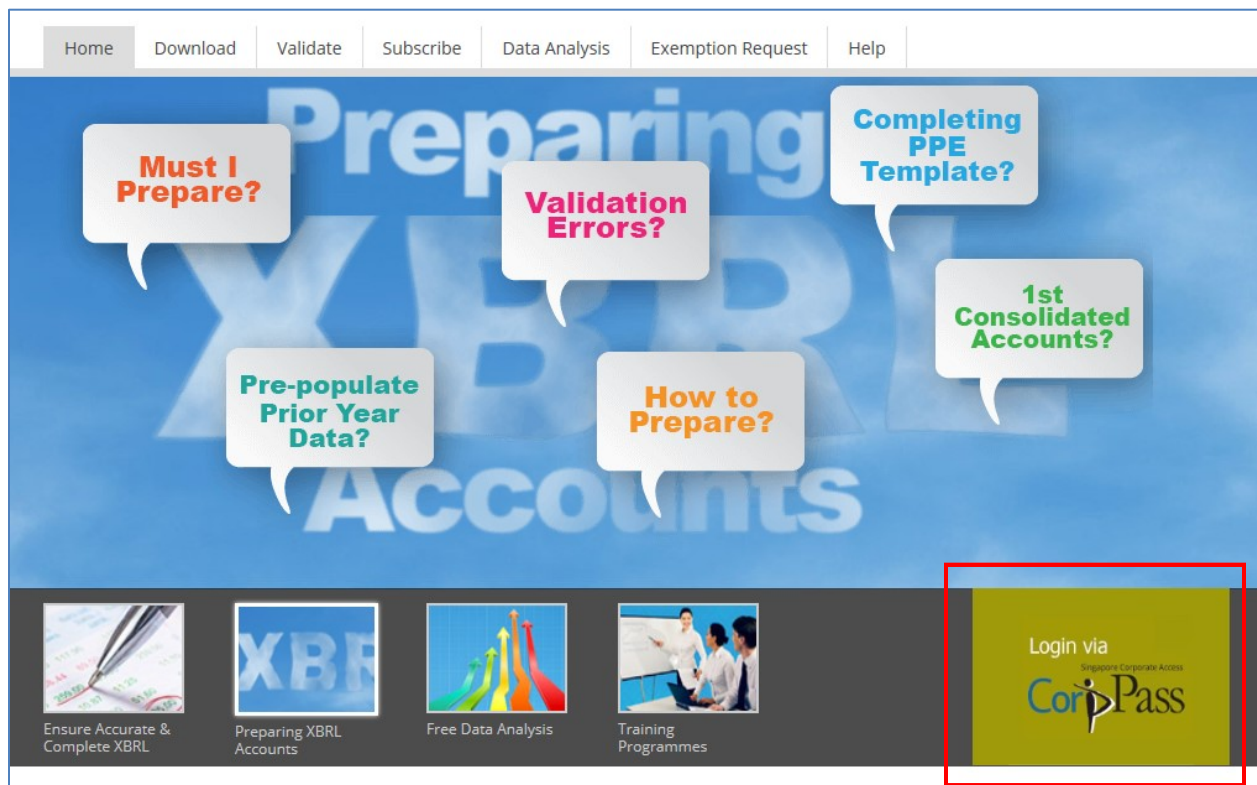 Home Download Validate Subscribe Data Analysis Exemption Request Help
Preparing
XBRL
Accounts
Must I
Prepare?
Validation
Errors?
Completing
PPE
Template?
1st
Consolidated
Accounts?
Pre-populate
Prior Year
Data?
How to
Prepare?
Ensure Accurate &
Complete XBRL
XBR
Preparing XBRL
Accounts
Free Data Analysis
Training
Programmes
Login via
Singapore Corporate Access
CorpPass